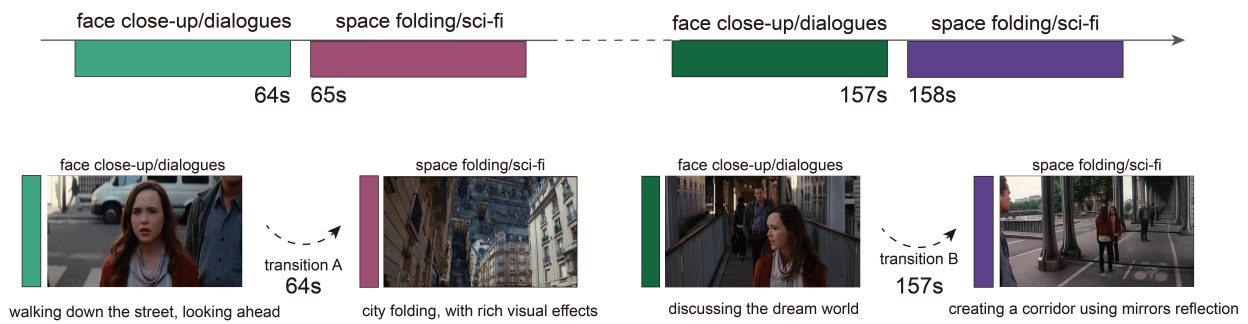 face close-up/dialogues
space folding/sci-fi
face close-up/dialogues
space folding/sci-fi
64s
65s
157s
158s
face close-up/dialogues
space folding/sci-fi
face close-up/dialogues
space folding/sci-fi
transition A
64s
transition B
157s
walking down the street, looking ahead
city folding, with rich visual effects
discussing the dream world
creating a corridor using mirrors reflection